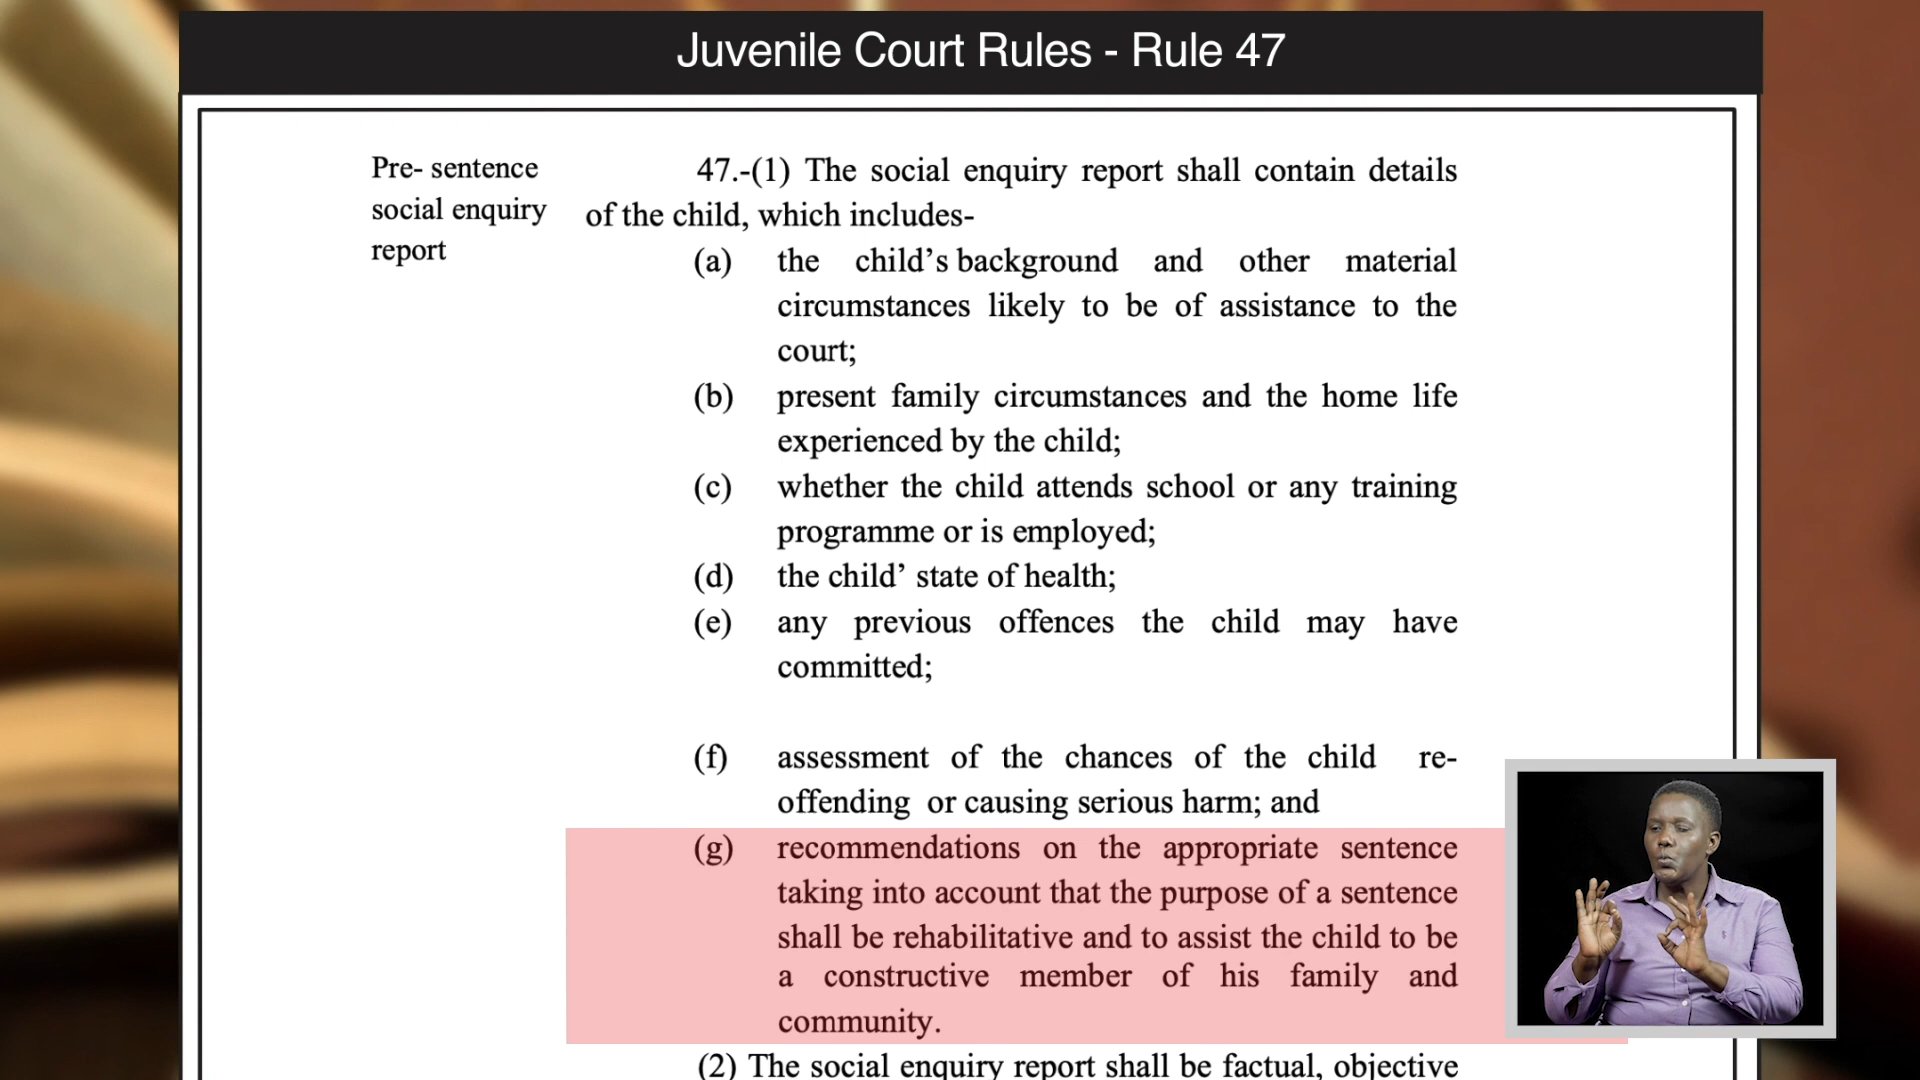 Juvenile Court Rules - Rule 47
Pre- sentence
social enquiry
report
47.-(1) The social enquiry report shall contain details
of the child, which includes-
(a) the child’s background and other material
circumstances likely to be of assistance to the
court;
(b) present family circumstances and the home life
experienced by the child;
(c) whether the child attends school or any training
programme or is employed;
(d) the child’ state of health;
(e) any previous offences the child may have
committed;
(f) assessment of the chances of the child re-
offending or causing serious harm; and
(g) recommendations on the appropriate sentence
taking into account that the purpose of a sentence
shall be rehabilitative and to assist the child to be
a constructive member of his family and
community.
(2) The social enquiry report shall be factual, objective